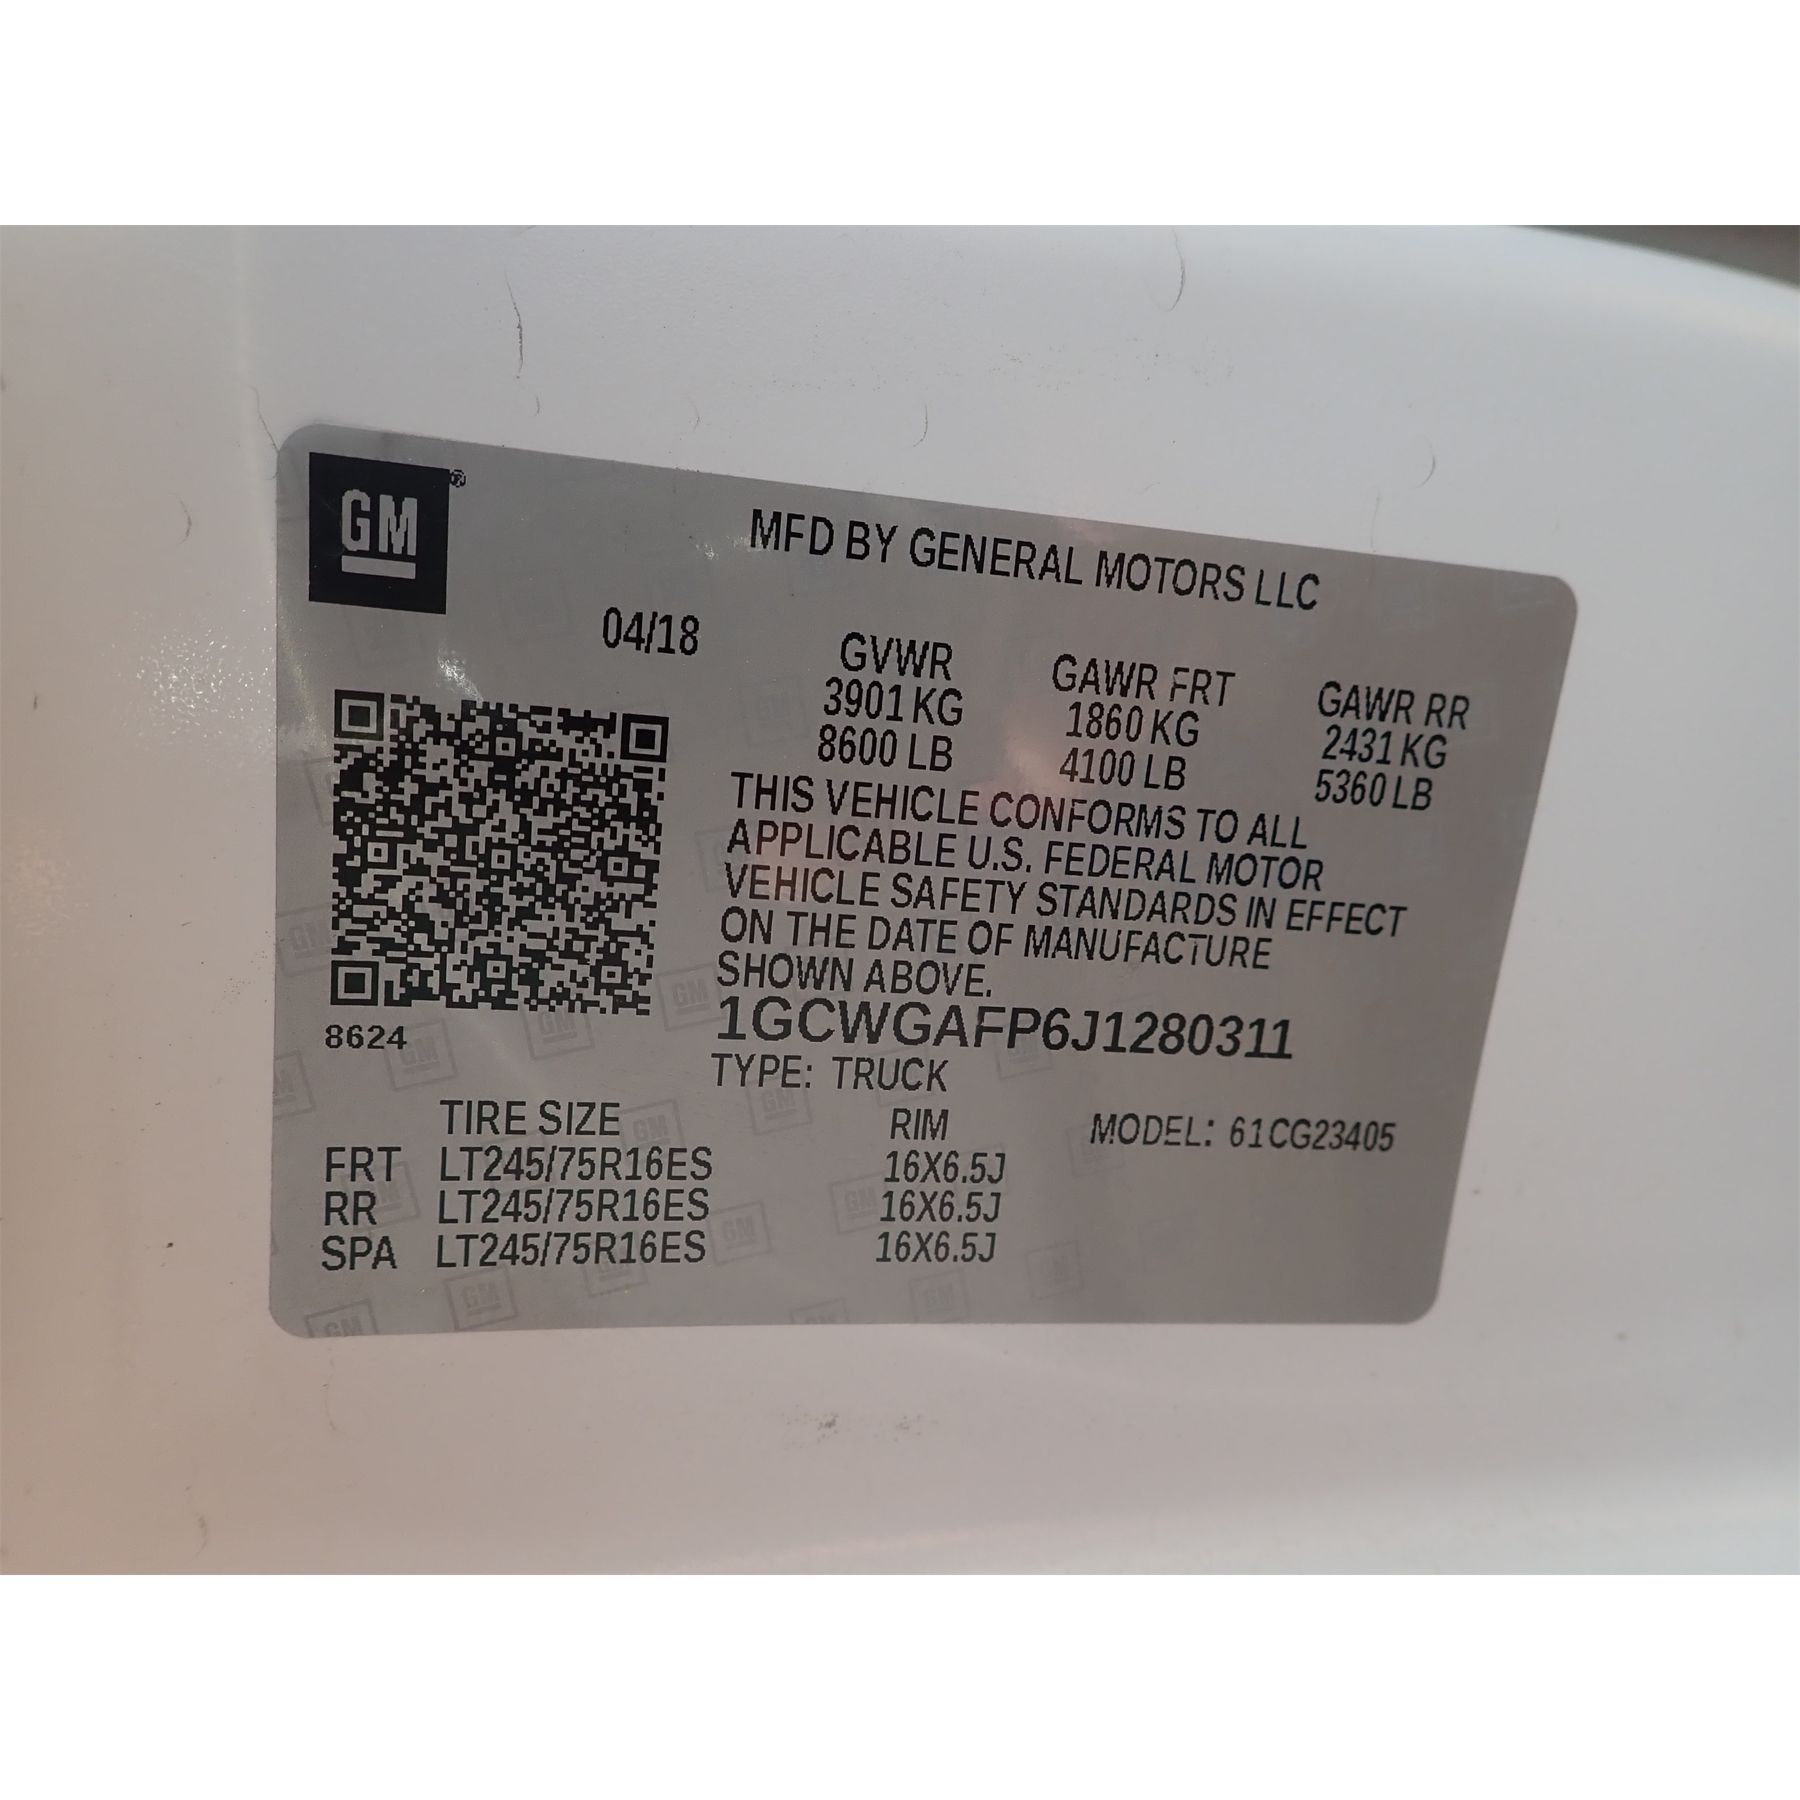 GM®
MFD BY GENERAL MOTORS LLC
04/18
GVWR GAWR FRT GAWR RR
3901 KG 1860 KG 2431 KG
8600 LB 4100 LB 5360 LB
THIS VEHICLE CONFORMS TO ALL
APPLICABLE U.S. FEDERAL MOTOR
VEHICLE SAFETY STANDARDS IN EFFECT
ON THE DATE OF MANUFACTURE
SHOWN ABOVE.
1GCWGAFP6J1280311
8624
TYPE: TRUCK
TIRE SIZE RIM MODEL: 61CG23405
FRT LT245/75R16ES 16X6.5J
RR LT245/75R16ES 16X6.5J
SPA LT245/75R16ES 16X6.5J